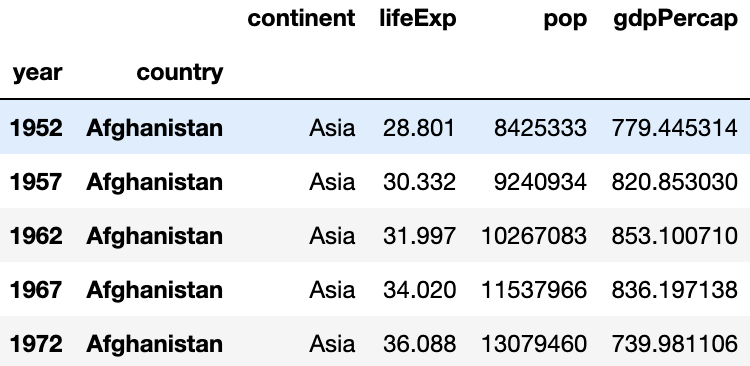 continent lifeExp pop gdpPercap
year country
1952 Afghanistan Asia 28.801 8425333 779.445314
1957 Afghanistan Asia 30.332 9240934 820.853030
1962 Afghanistan Asia 31.997 10267083 853.100710
1967 Afghanistan Asia 34.020 11537966 836.197138
1972 Afghanistan Asia 36.088 13079460 739.981106